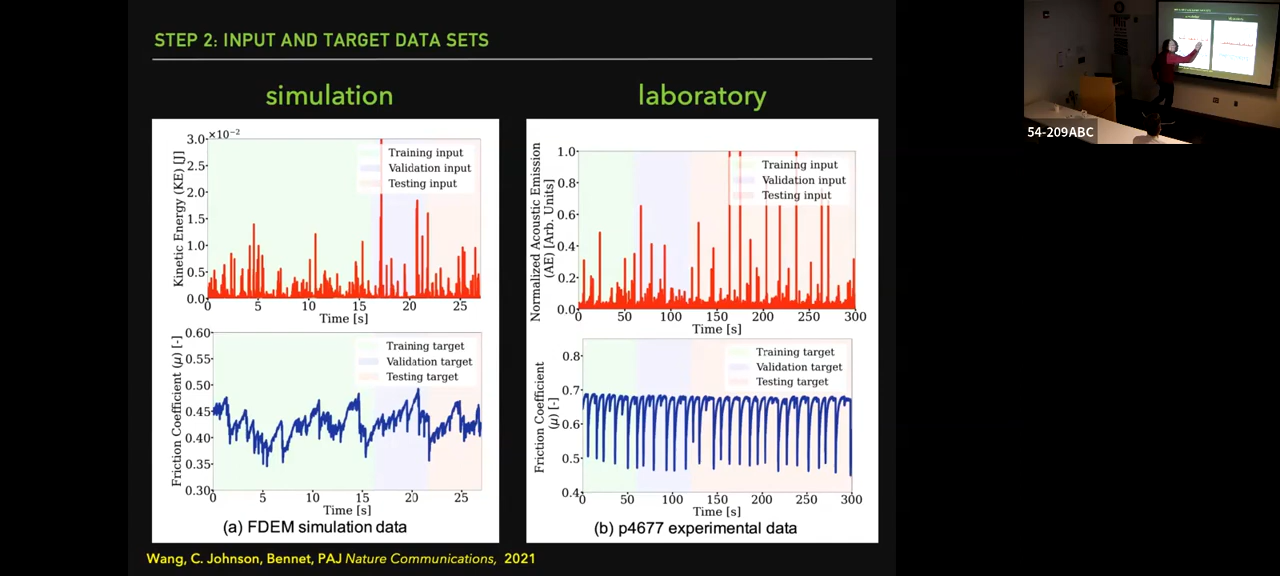 STEP 2: INPUT AND TARGET DATA SETS
simulation
laboratory
×10⁻²
3.0
2.5
2.0
1.5
1.0
0.5
0.0
Kinetic Energy (KE) [J]
Training input
Validation input
Testing input
0 5 10 15 20 25
Time [s]
0.60
0.55
0.50
0.45
0.40
0.35
0.30
Friction Coefficient (μ) [-]
Training target
Validation target
Testing target
0 5 10 15 20 25
Time [s]
(a) FDEM simulation data
1.0
0.8
0.6
0.4
0.2
0.0
Normalized Acoustic Emission
(AE) [Arb. Units]
Training input
Validation input
Testing input
0 50 100 150 200 250 300
Time [s]
0.8
0.7
0.6
0.5
0.4
Friction Coefficient
(μ) [-]
Training target
Validation target
Testing target
0 50 100 150 200 250 300
Time [s]
(b) p4677 experimental data
Wang, C. Johnson, Bennet, PAJ Nature Communications, 2021
54-209ABC